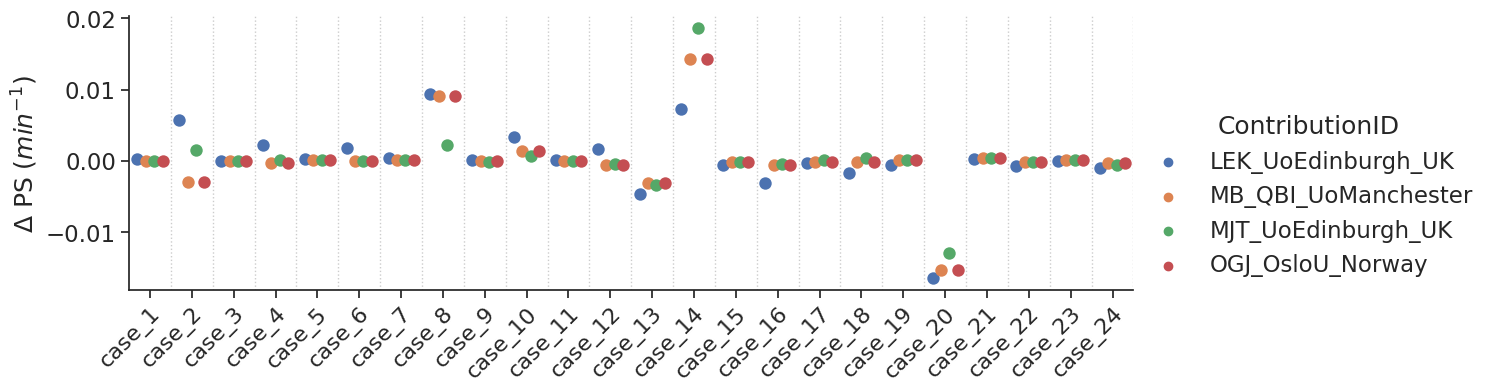 0.02
0.01
0.00
−0.01
Δ PS (min⁻¹)
case_1
case_2
case_3
case_4
case_5
case_6
case_7
case_8
case_9
case_10
case_11
case_12
case_13
case_14
case_15
case_16
case_17
case_18
case_19
case_20
case_21
case_22
case_23
case_24
ContributionID
LEK_UoEdinburgh_UK
MB_QBI_UoManchester
MJT_UoEdinburgh_UK
OGJ_OsloU_Norway